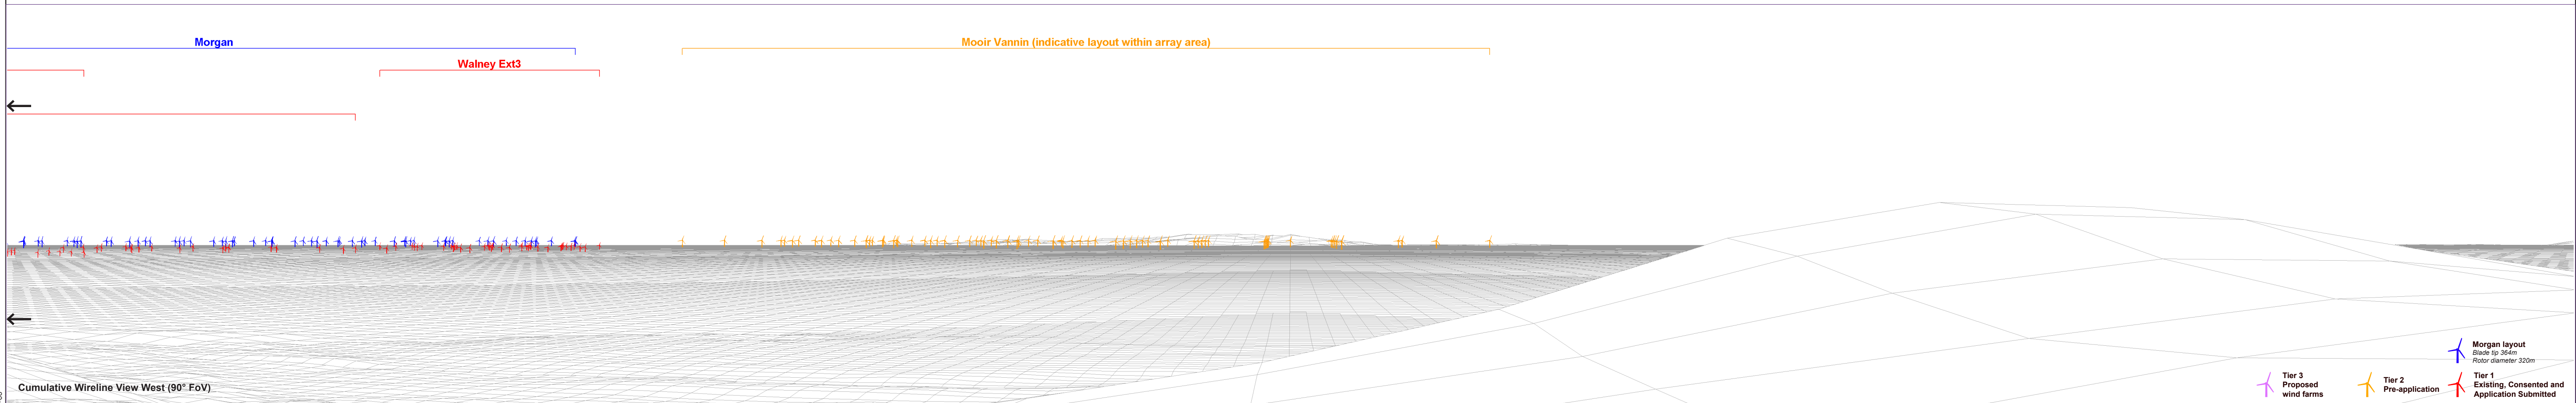 Morgan
Mooir Vannin (indicative layout within array area)
Walney Ext3
Cumulative Wireline View West (90° FoV)
Morgan layout
Blade tip 364m
Rotor diameter 320m
Tier 3
Proposed
wind farms
Tier 2
Pre-application
Tier 1
Existing, Consented and
Application Submitted